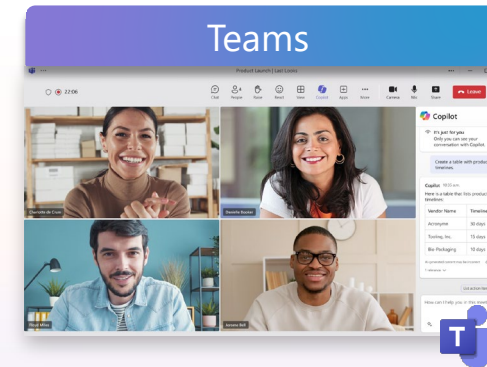 Teams
Product Launch | Last Looks
22:06
Chat People Raise React View Copilot Apps More Camera Mic Share Leave
Copilot
It's just for you
Only you can see your
conversation with Copilot.
Create a table with produc
timelines.
Copilot
Here is a table that lists product
timelines:
Vendor Name Timeline
30 days
Tooling, Inc. 15 days
Bio Packaging 10 days
Danielle Booker
How can I help you in this meeti
T